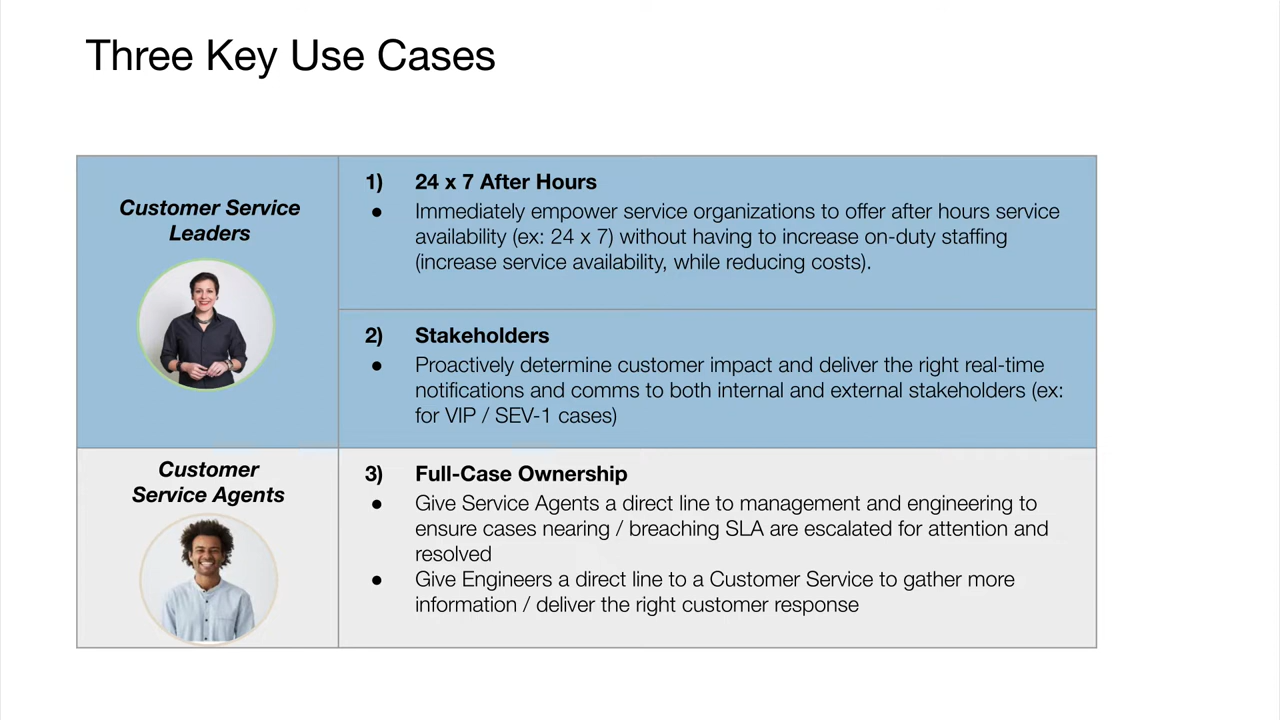 Three Key Use Cases
Customer Service
Leaders
1) 24 x 7 After Hours
● Immediately empower service organizations to offer after hours service
availability (ex: 24 x 7) without having to increase on-duty staffing
(increase service availability, while reducing costs).
2) Stakeholders
● Proactively determine customer impact and deliver the right real-time
notifications and comms to both internal and external stakeholders (ex:
for VIP / SEV-1 cases)
Customer
Service Agents
3) Full-Case Ownership
● Give Service Agents a direct line to management and engineering to
ensure cases nearing / breaching SLA are escalated for attention and
resolved
● Give Engineers a direct line to a Customer Service to gather more
information / deliver the right customer response